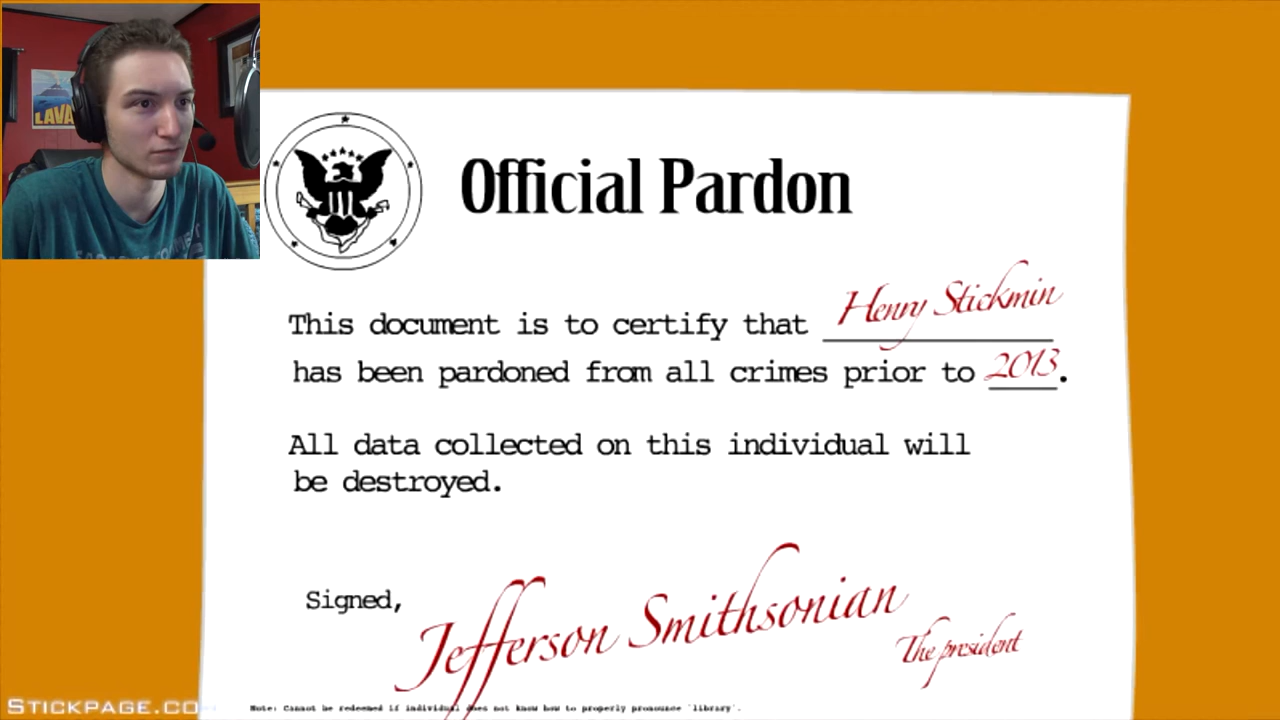 LAVA
Official Pardon
This document is to certify that Henry Stickmin
has been pardoned from all crimes prior to 2013.
All data collected on this individual will
be destroyed.
Signed,
Jefferson Smithsonian
The president
STICKPAGE.CO
Note: Cannot be redeemed if individual does not know how to properly pronounce 'library'.